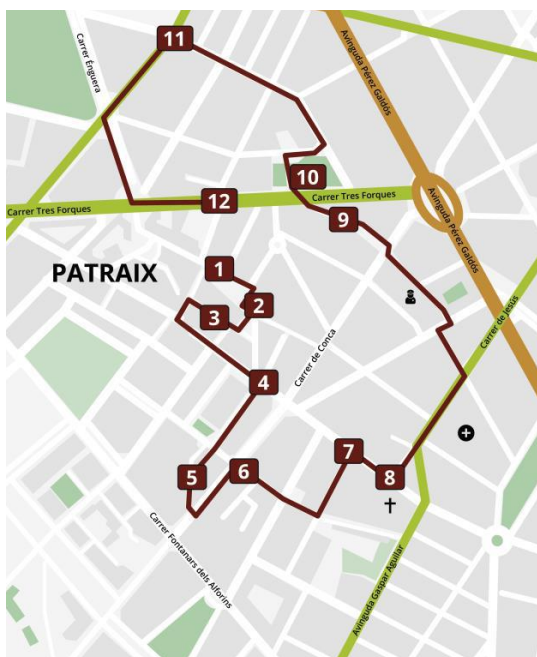 11
Carrer Énguera
Avinguda Pérez Galdós
10
Carrer Tres Forques
12
Carrer Tres Forques
9
Avinguda Pérez Galdós
1
PATRAIX
2
3
Carrer de Jesús
Carrer de Conca
4
7
6
5
8
Carrer Fontanars dels Alforins
Avinguda Gaspar Aguilar